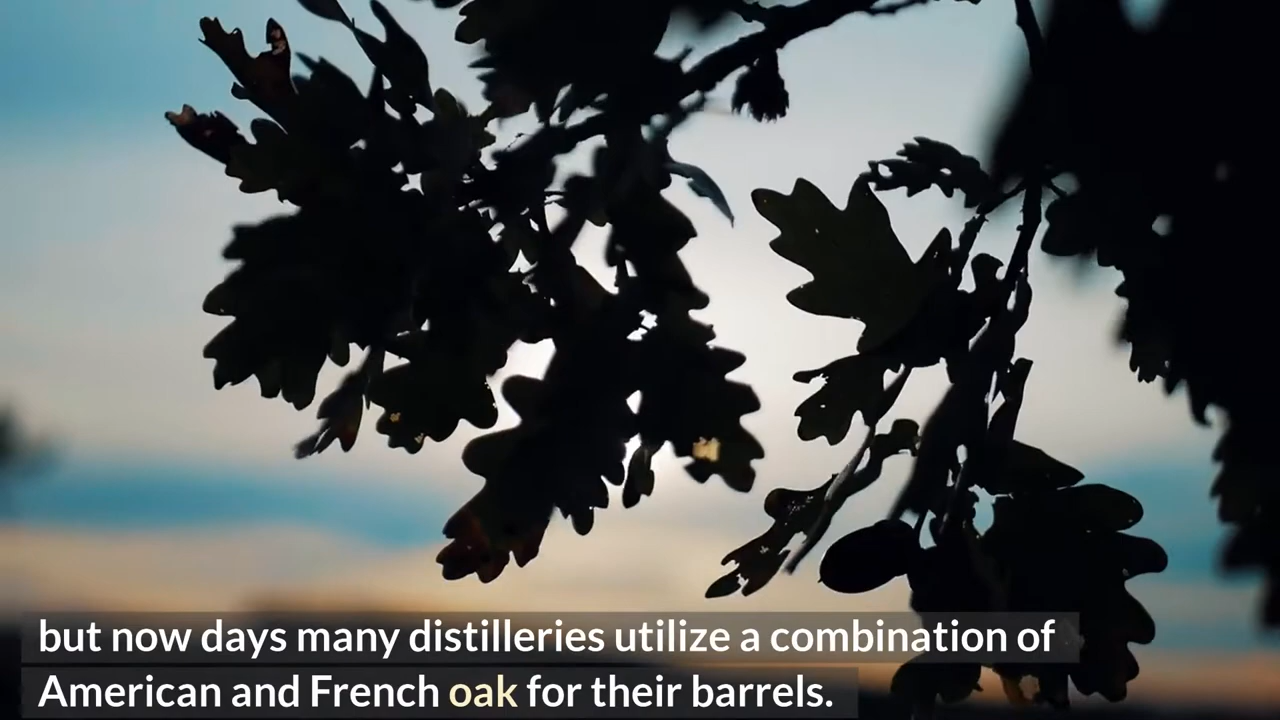 but now days many distilleries utilize a combination of
American and French oak for their barrels.